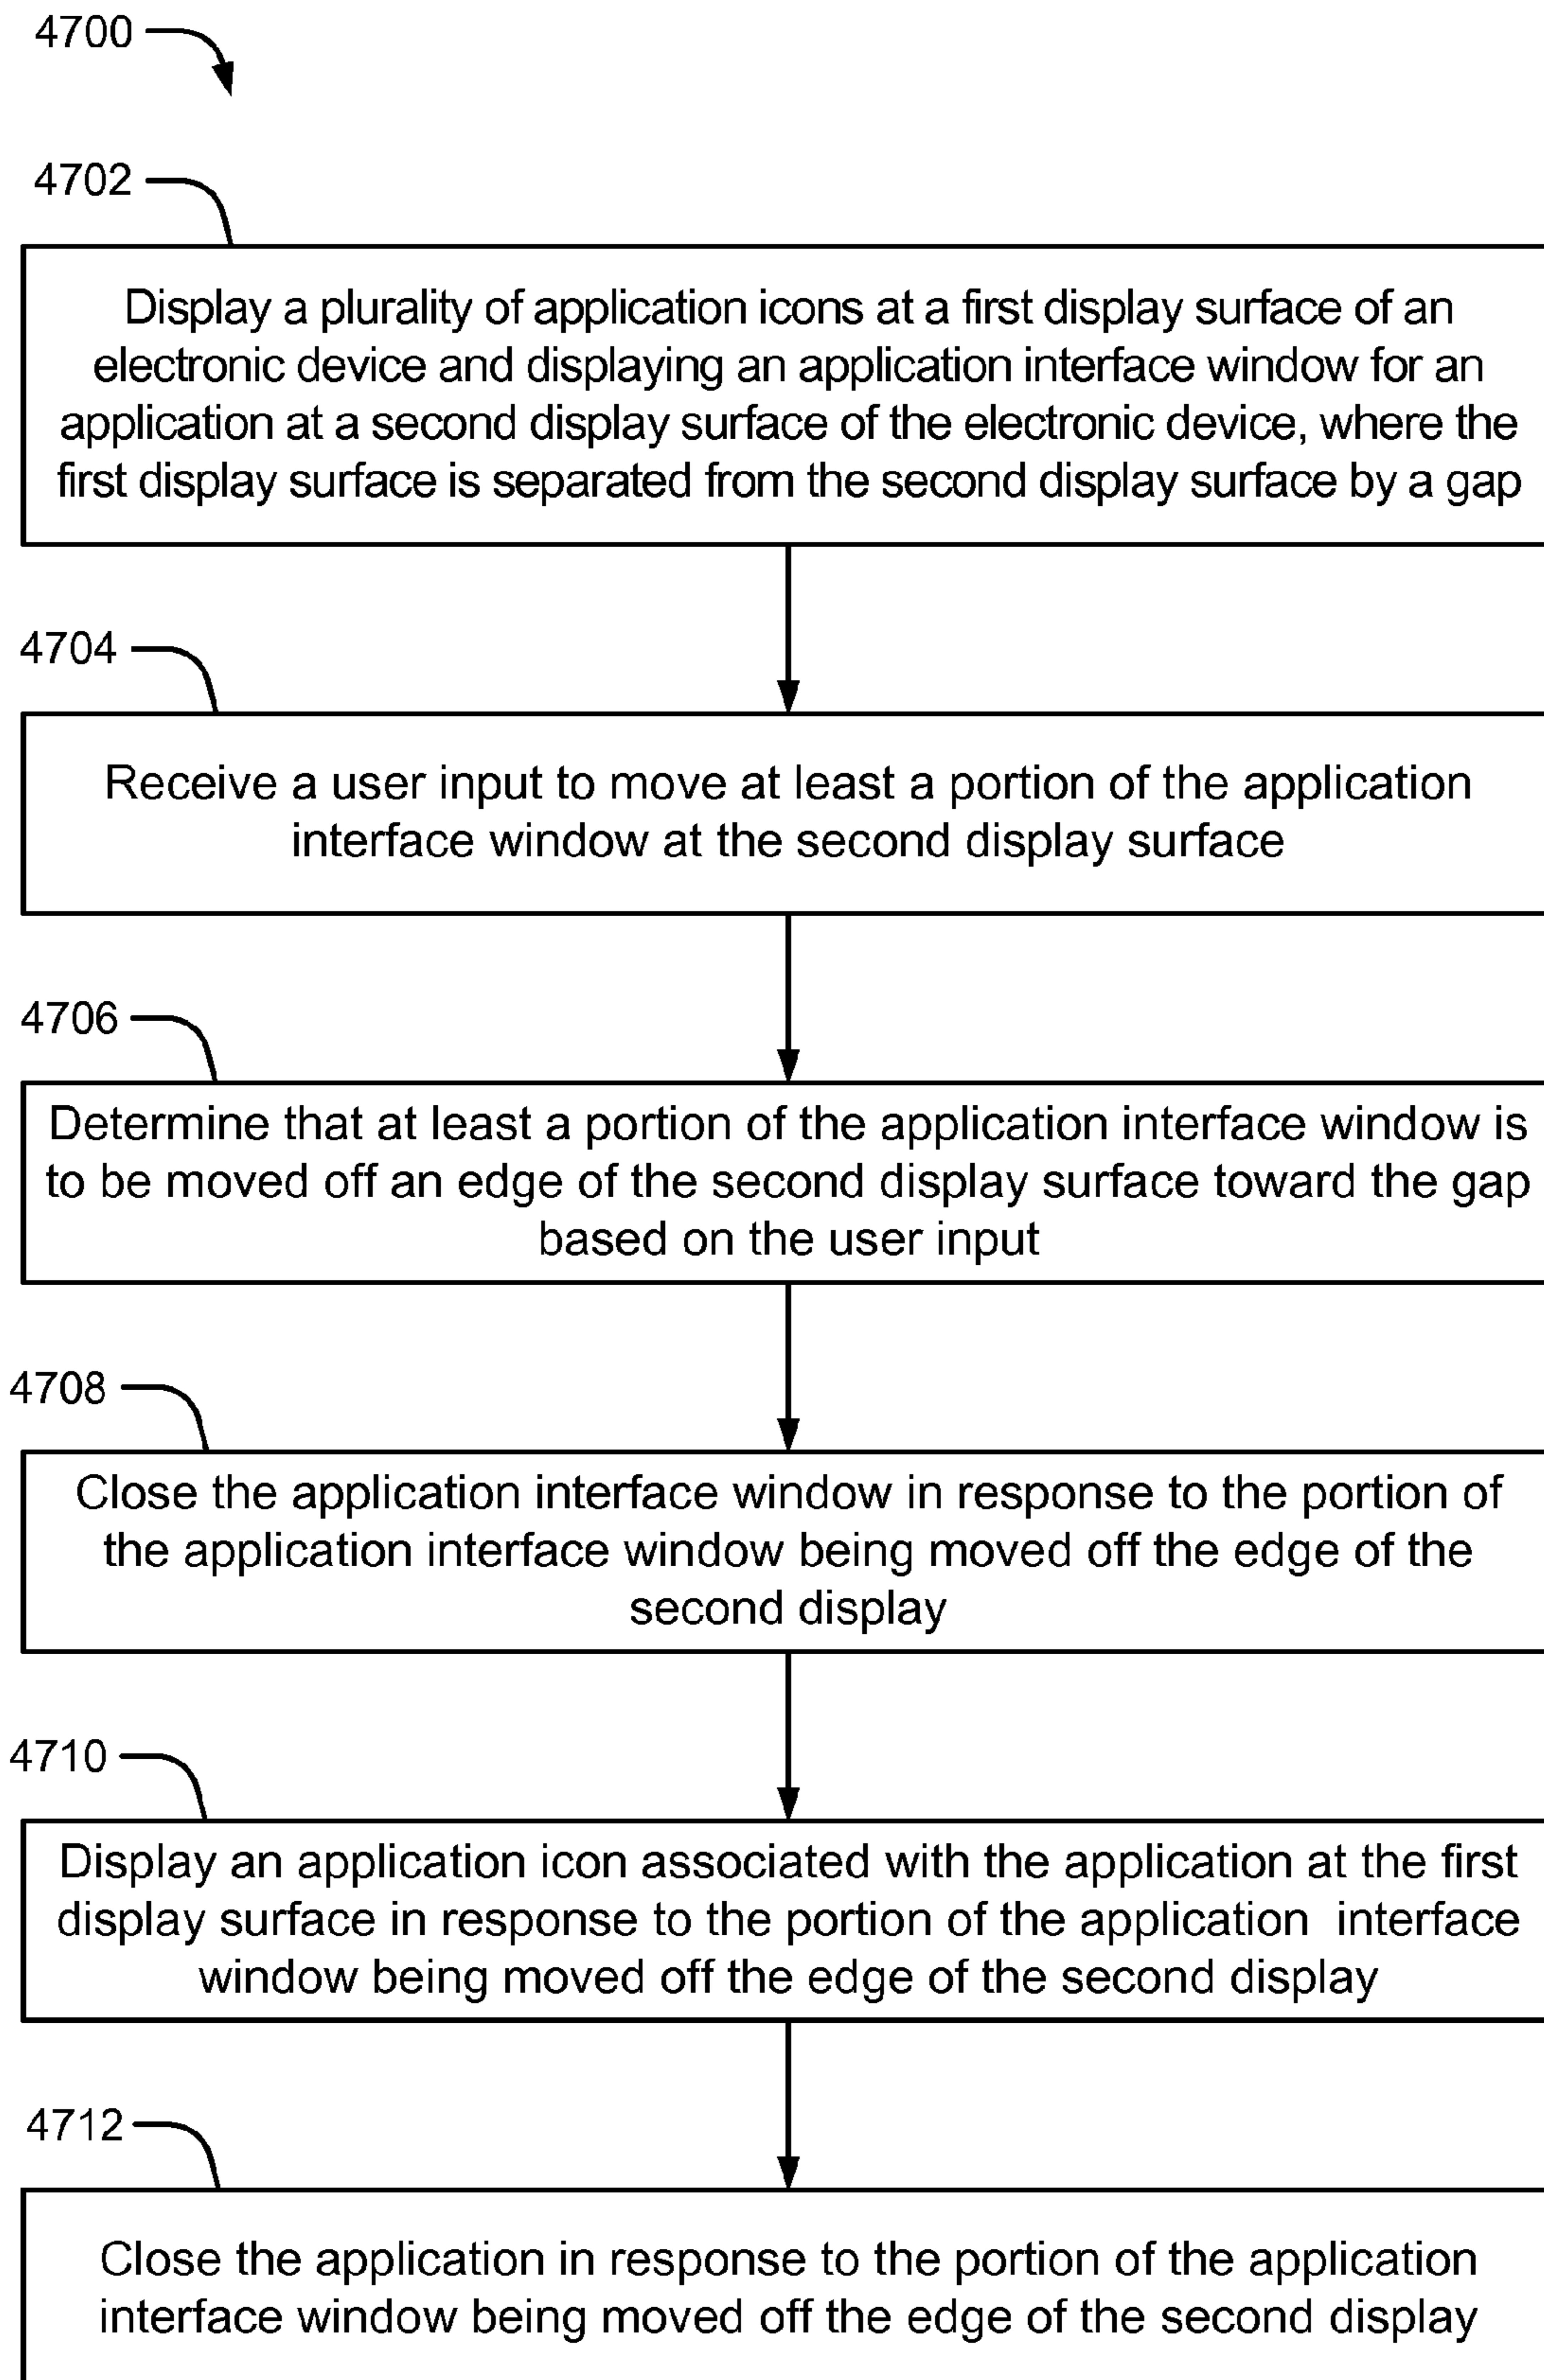 4700
4702
Display a plurality of application icons at a first display surface of an
electronic device and displaying an application interface window for an
application at a second display surface of the electronic device, where the
first display surface is separated from the second display surface by a gap
4704
Receive a user input to move at least a portion of the application
interface window at the second display surface
4706
Determine that at least a portion of the application interface window is
to be moved off an edge of the second display surface toward the gap
based on the user input
4708
Close the application interface window in response to the portion of
the application interface window being moved off the edge of the
second display
4710
Display an application icon associated with the application at the first
display surface in response to the portion of the application interface
window being moved off the edge of the second display
4712
Close the application in response to the portion of the application
interface window being moved off the edge of the second display